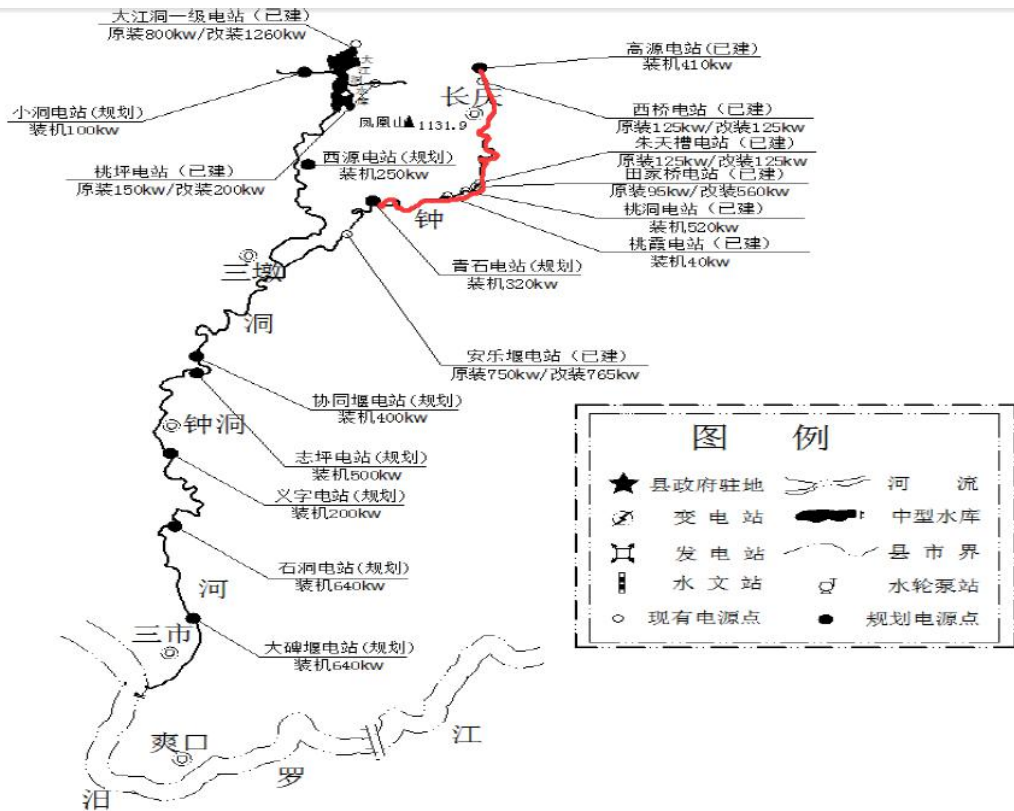 大江洞一级电站（已建）
原装800kw/改装1260kw
高源电站(已建)
装机410kw
大江洞水库
小洞电站(规划)
装机100kw
长庆
西桥电站（已建）
原装125kw/改装125kw
凤凰山▲1131.9
朱天槽电站（已建）
原装125kw/改装125kw
桃坪电站（已建）
原装150kw/改装200kw
西源电站(规划)
装机250kw
田家桥电站（已建）
原装95kw/改装560kw
钟
桃洞电站（已建）
装机520kw
桃霞电站（已建）
装机40kw
三墩
青石电站(规划)
装机320kw
洞
安乐堰电站（已建）
原装750kw/改装765kw
协同堰电站(规划)
装机400kw
钟洞
志坪电站(规划)
装机500kw
义字电站(规划)
装机200kw
石洞电站(规划)
装机640kw
河
三市
大碑堰电站(规划)
装机640kw
爽口
汨
罗
江
图 例
县政府驻地 河 流
变电站 中型水库
发电站 县市界
水文站 水轮泵站
现有电源点 规划电源点